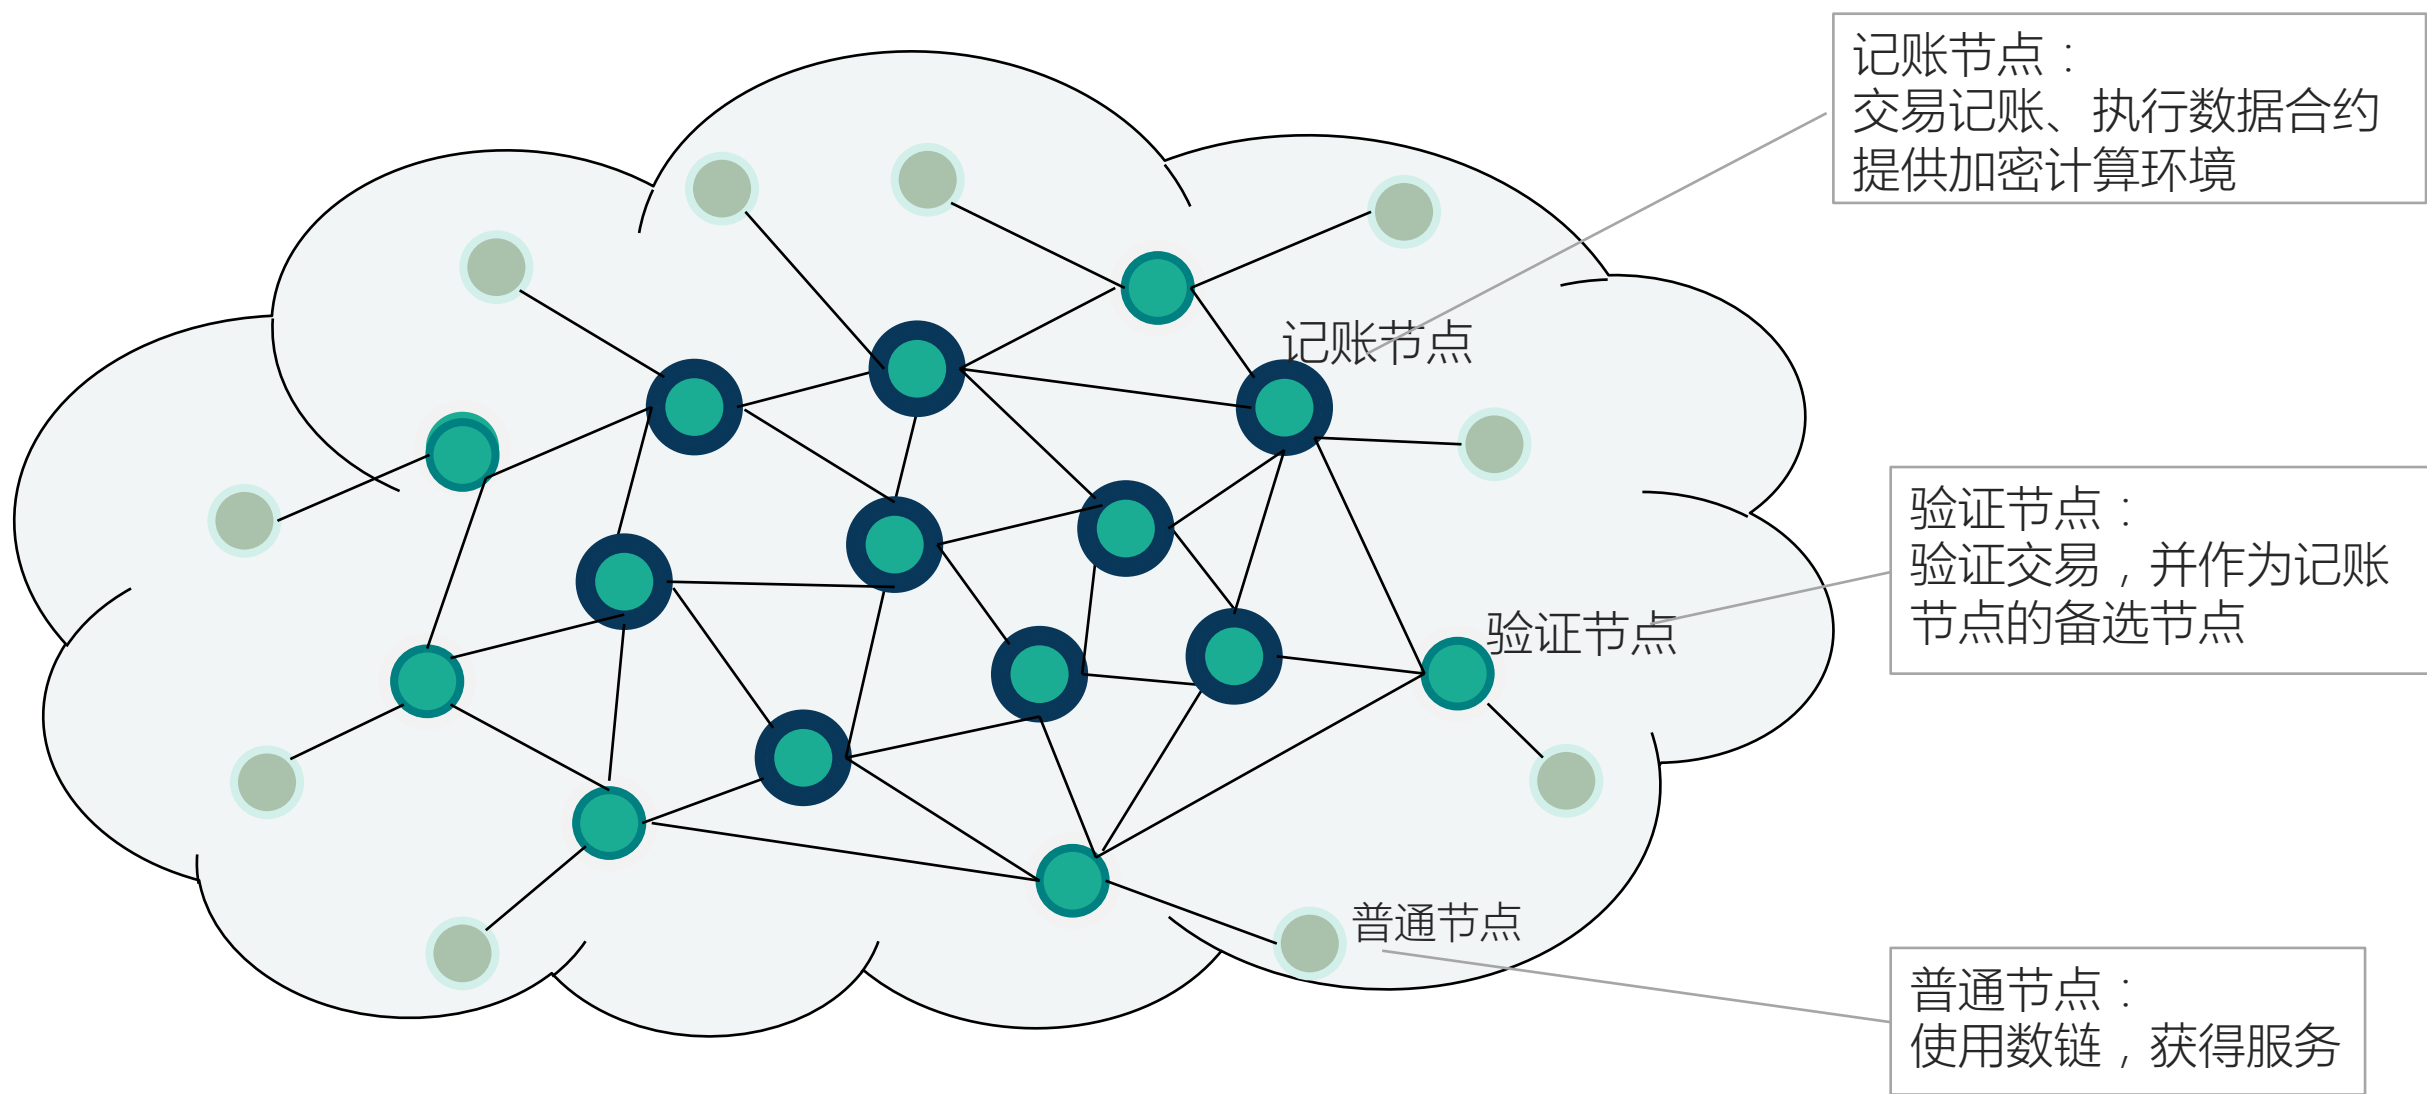 记账节点：
交易记账、执行数据合约
提供加密计算环境
记账节点
验证节点：
验证交易，并作为记账
节点的备选节点
验证节点
普通节点
普通节点：
使用数链，获得服务